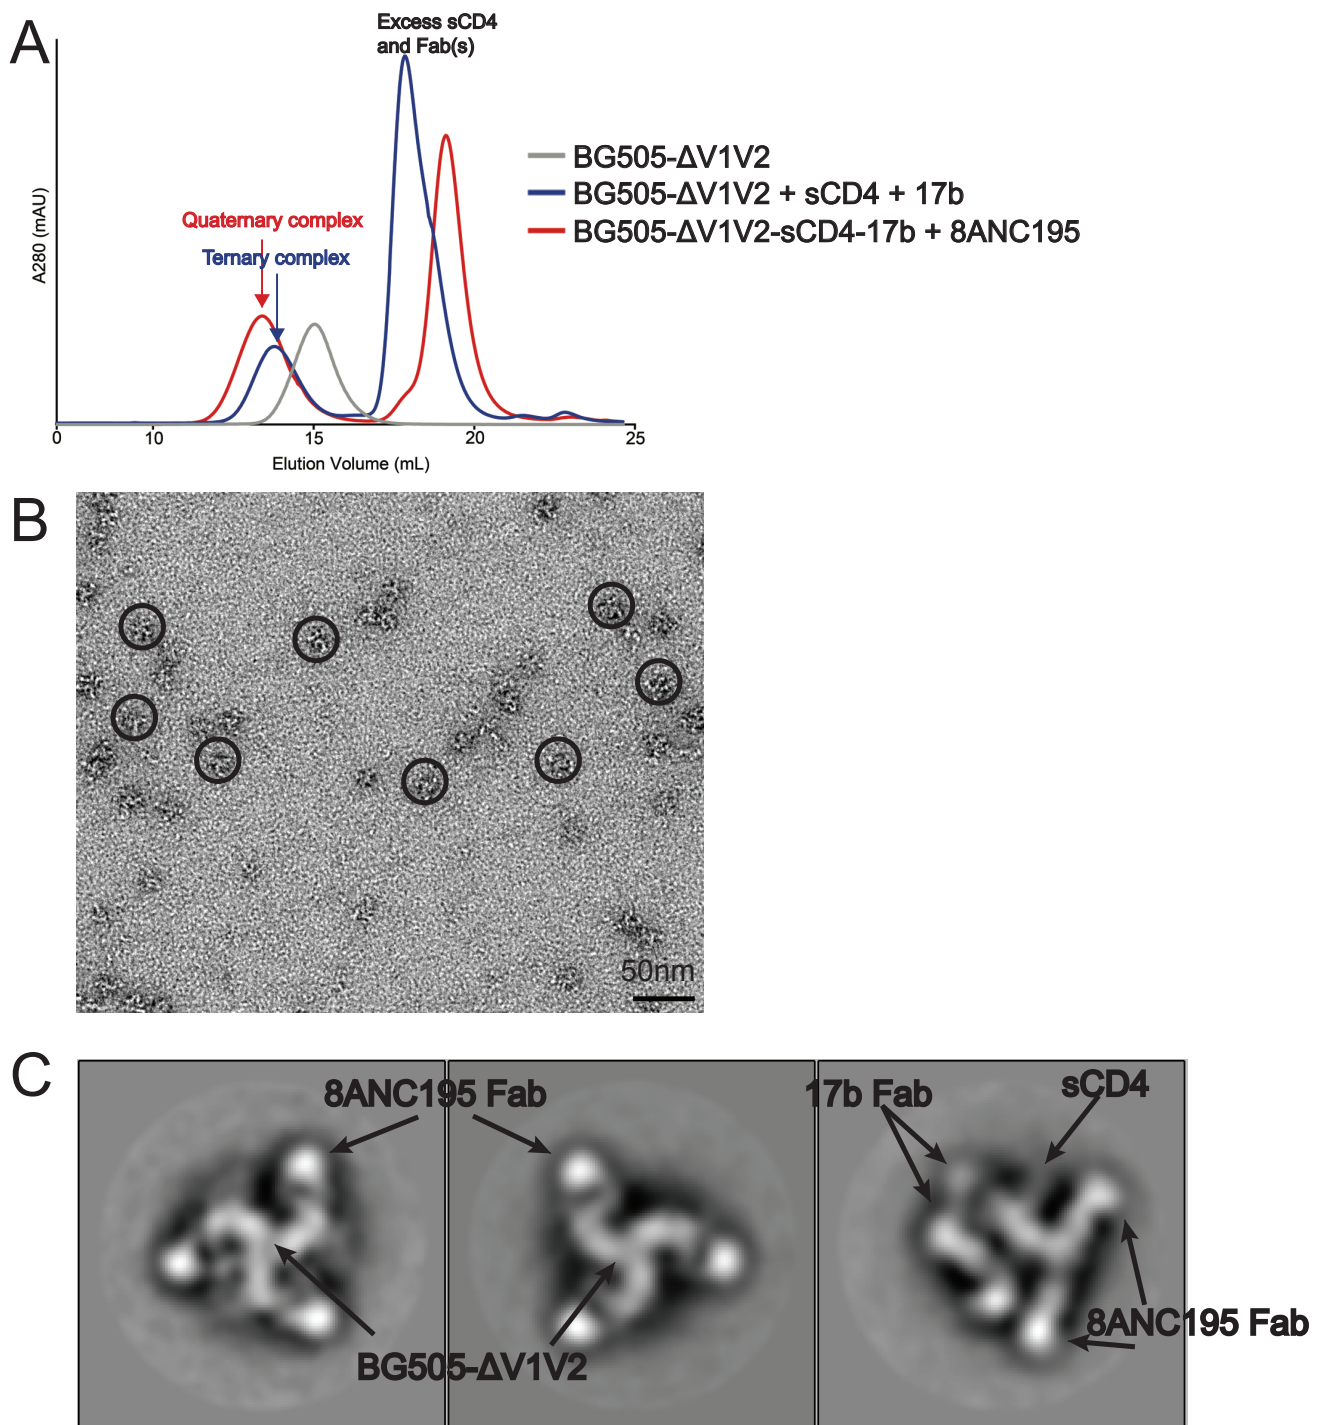 A
Excess sCD4
and Fab(s)
A280 (mAU)
Quaternary complex
Ternary complex
BG505-ΔV1V2
BG505-ΔV1V2 + sCD4 + 17b
BG505-ΔV1V2-sCD4-17b + 8ANC195
0 10 15 20 25
Elution Volume (mL)
B
50nm
C
8ANC195 Fab
17b Fab
sCD4
BG505-ΔV1V2
8ANC195 Fab